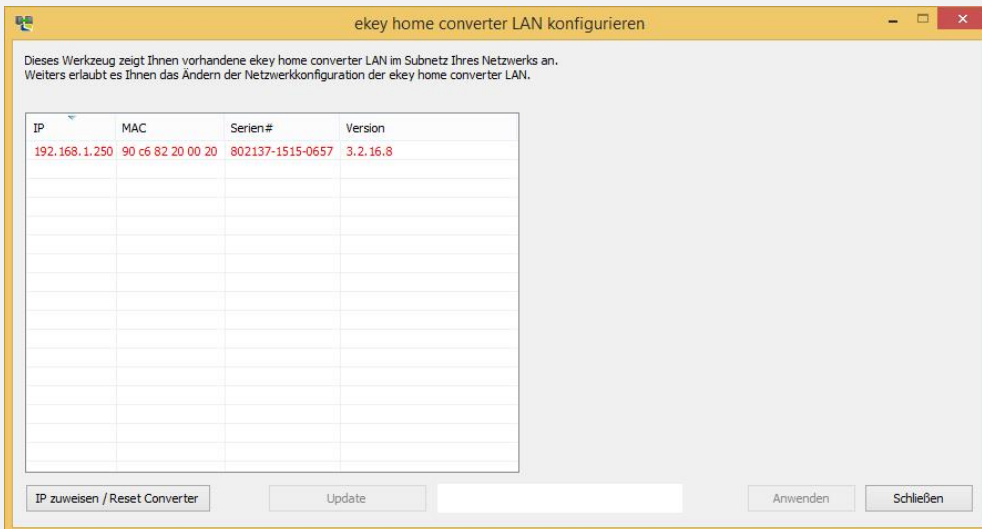 ekey home converter LAN konfigurieren
Dieses Werkzeug zeigt Ihnen vorhandene ekey home converter LAN im Subnetz Ihres Netzwerks an.
Weiters erlaubt es Ihnen das Ändern der Netzwerkkonfiguration der ekey home converter LAN.
IP MAC Serien# Version
192.168.1.250 90 c6 82 20 00 20 802137-1515-0657 3.2.16.8
IP zuweisen / Reset Converter Update Anwenden Schließen